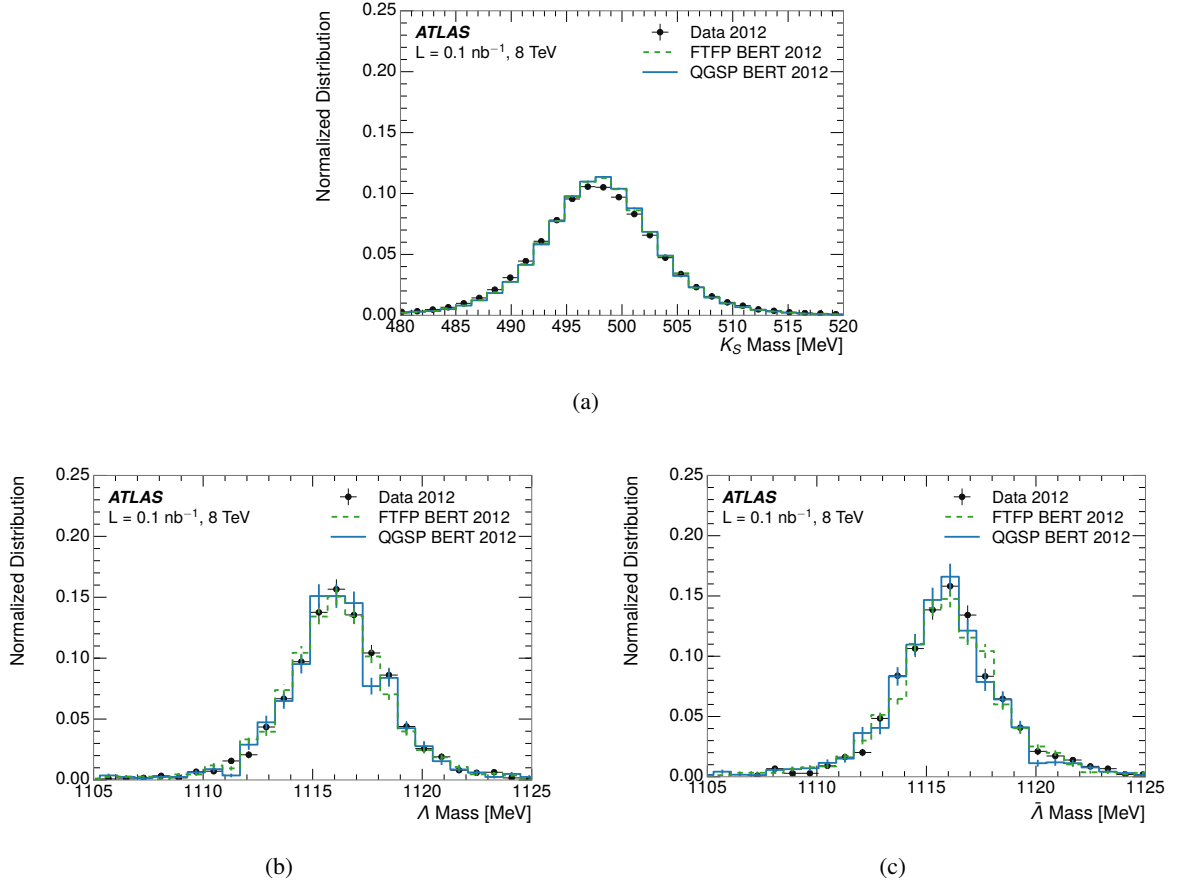 Normalized Distribution
0.25
0.20
0.15
0.10
0.05
0.00
ATLAS
L = 0.1 nb⁻¹, 8 TeV
Data 2012
FTFP BERT 2012
QGSP BERT 2012
480 485 490 495 500 505 510 515 520
K_S Mass [MeV]
(a)
Normalized Distribution
0.25
0.20
0.15
0.10
0.05
0.00
ATLAS
L = 0.1 nb⁻¹, 8 TeV
Data 2012
FTFP BERT 2012
QGSP BERT 2012
1105 1110 1115 1120 1125
Λ Mass [MeV]
(b)
Normalized Distribution
0.25
0.20
0.15
0.10
0.05
0.00
ATLAS
L = 0.1 nb⁻¹, 8 TeV
Data 2012
FTFP BERT 2012
QGSP BERT 2012
1105 1110 1115 1120 1125
Λ̄ Mass [MeV]
(c)